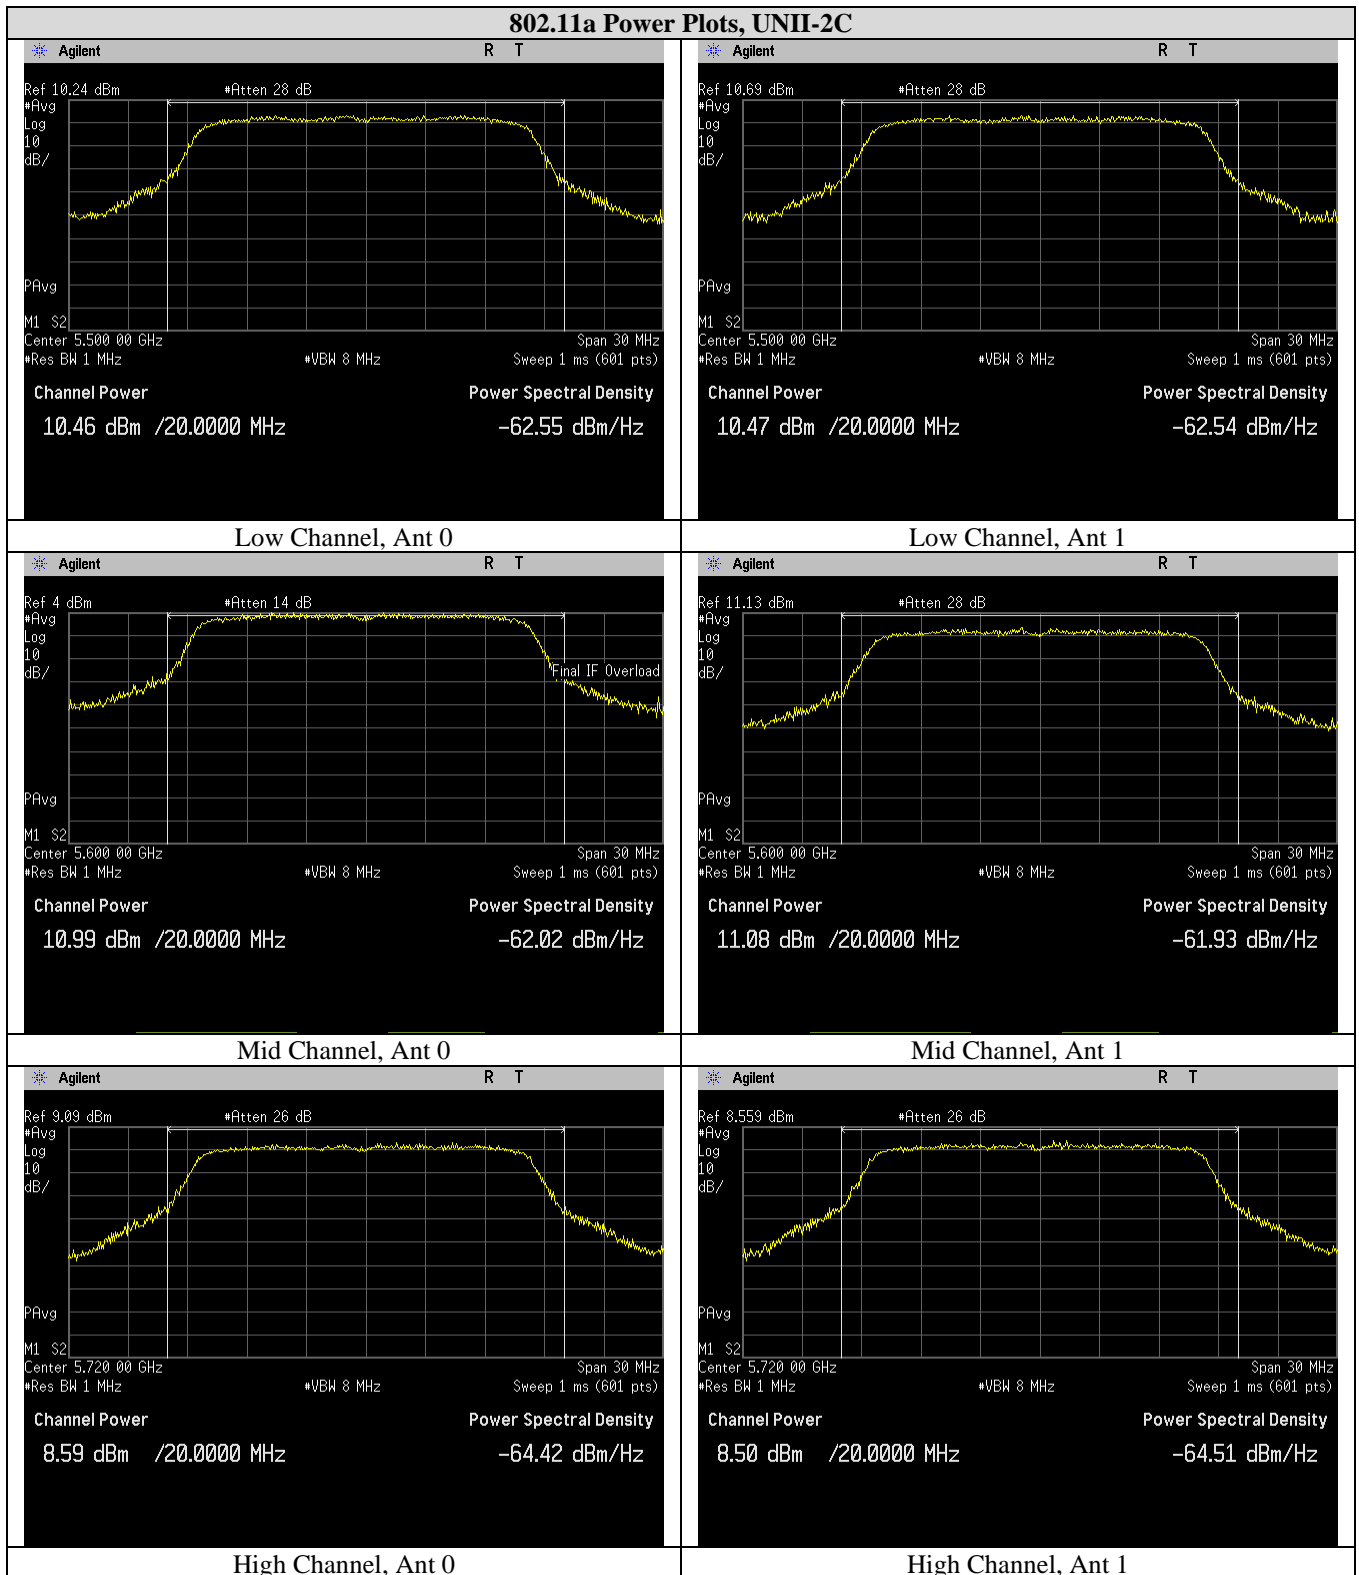 802.11a Power Plots, UNII-2C
Agilent R T
Ref 10.24 dBm #Atten 28 dB
#Avg
Log
10
dB/
PAvg
M1 S2
Center 5.500 00 GHz Span 30 MHz
#Res BW 1 MHz #VBW 8 MHz Sweep 1 ms (601 pts)
Channel Power Power Spectral Density
10.46 dBm /20.0000 MHz -62.55 dBm/Hz
Low Channel, Ant 0
Agilent R T
Ref 10.69 dBm #Atten 28 dB
#Avg
Log
10
dB/
PAvg
M1 S2
Center 5.500 00 GHz Span 30 MHz
#Res BW 1 MHz #VBW 8 MHz Sweep 1 ms (601 pts)
Channel Power Power Spectral Density
10.47 dBm /20.0000 MHz -62.54 dBm/Hz
Low Channel, Ant 1
Agilent R T
Ref 4 dBm #Atten 14 dB
#Avg
Log
10
dB/
Final IF Overload
PAvg
M1 S2
Center 5.600 00 GHz Span 30 MHz
#Res BW 1 MHz #VBW 8 MHz Sweep 1 ms (601 pts)
Channel Power Power Spectral Density
10.99 dBm /20.0000 MHz -62.02 dBm/Hz
Mid Channel, Ant 0
Agilent R T
Ref 11.13 dBm #Atten 28 dB
#Avg
Log
10
dB/
PAvg
M1 S2
Center 5.600 00 GHz Span 30 MHz
#Res BW 1 MHz #VBW 8 MHz Sweep 1 ms (601 pts)
Channel Power Power Spectral Density
11.08 dBm /20.0000 MHz -61.93 dBm/Hz
Mid Channel, Ant 1
Agilent R T
Ref 9.09 dBm #Atten 26 dB
#Avg
Log
10
dB/
PAvg
M1 S2
Center 5.720 00 GHz Span 30 MHz
#Res BW 1 MHz #VBW 8 MHz Sweep 1 ms (601 pts)
Channel Power Power Spectral Density
8.59 dBm /20.0000 MHz -64.42 dBm/Hz
High Channel, Ant 0
Agilent R T
Ref 8.559 dBm #Atten 26 dB
#Avg
Log
10
dB/
PAvg
M1 S2
Center 5.720 00 GHz Span 30 MHz
#Res BW 1 MHz #VBW 8 MHz Sweep 1 ms (601 pts)
Channel Power Power Spectral Density
8.50 dBm /20.0000 MHz -64.51 dBm/Hz
High Channel, Ant 1